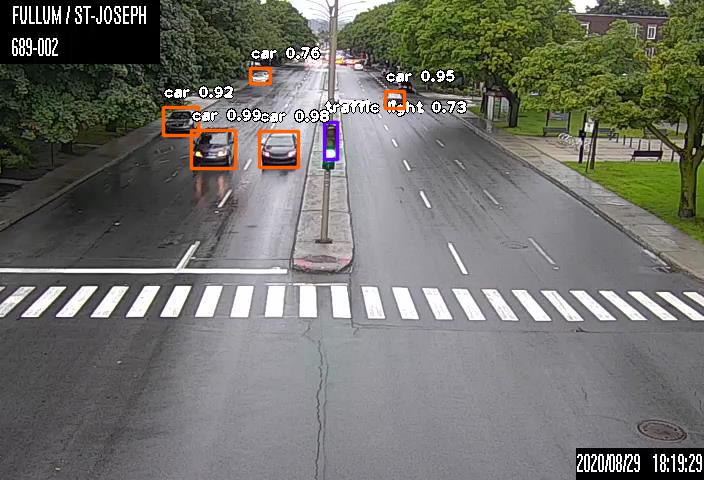 FULLUM / ST-JOSEPH
689-002
car 0.76
car 0.95
car 0.92
car 0.99
car 0.98
traffic light 0.73
2020/08/29 18:19:29